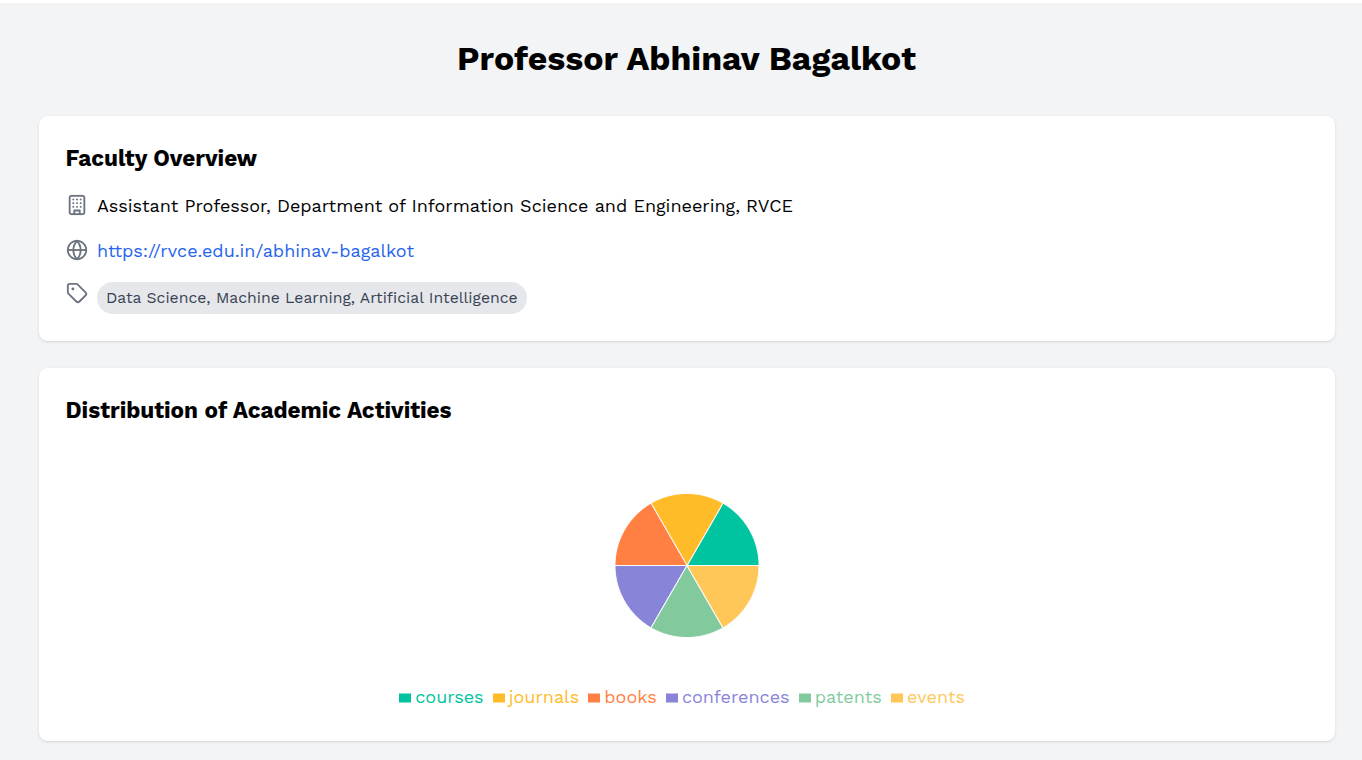 Professor Abhinav Bagalkot
Faculty Overview
Assistant Professor, Department of Information Science and Engineering, RVCE
https://rvce.edu.in/abhinav-bagalkot
Data Science, Machine Learning, Artificial Intelligence
Distribution of Academic Activities
courses journals books conferences patents events